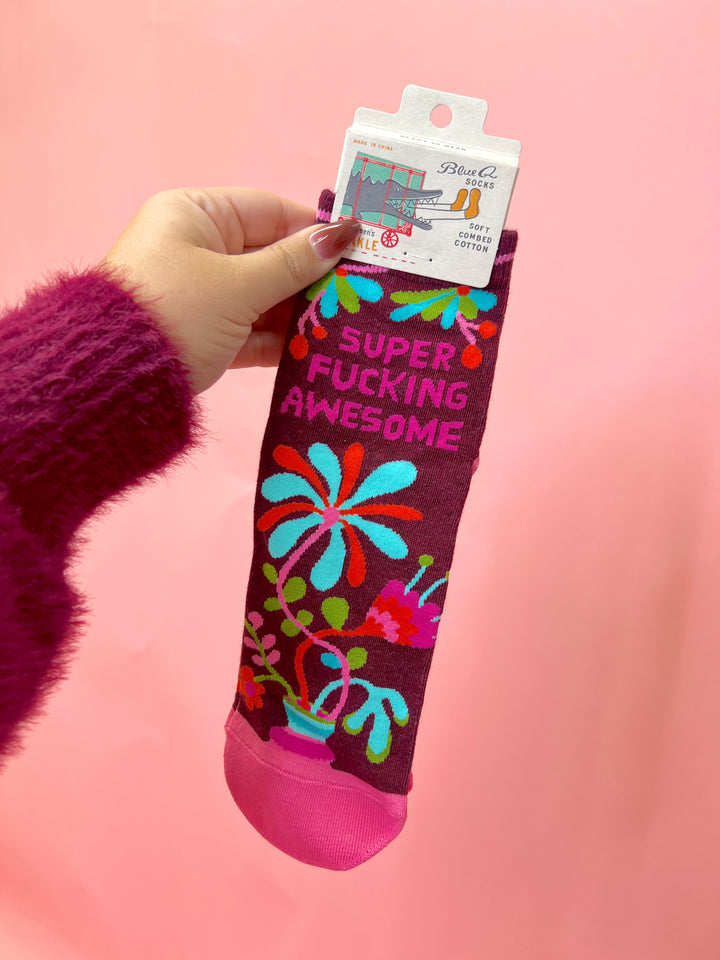 MADE IN CHINA
Blue Q
SOCKS
SOFT
COMBED
COTTON
SUPER
FUCKING
AWESOME